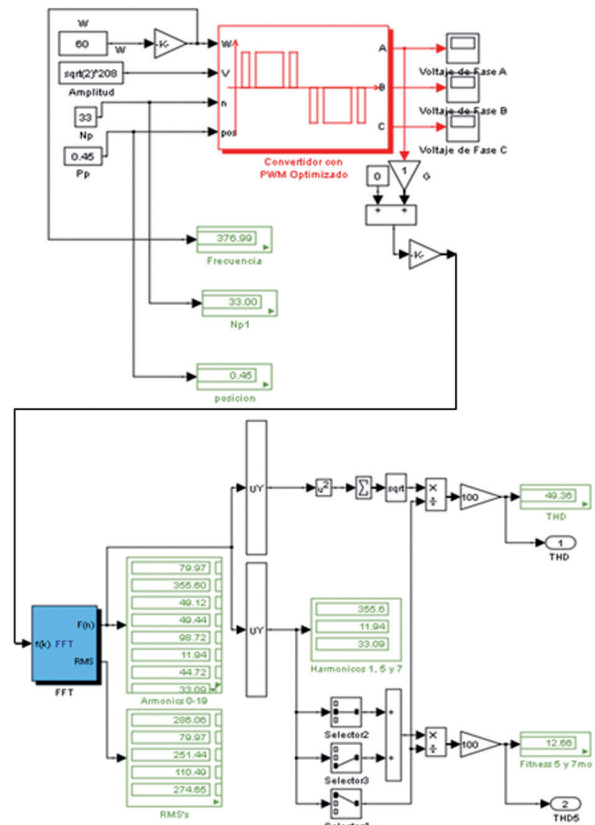 W
60
W
-K-
W
sqrt(2)*208
V
Amplitud
n
33
Np
pos
0.45
Pp
A
Voltaje de Fase A
B
Voltaje de Fase B
C
Voltaje de Fase C
Convertidor con
PWM Optimizado
1
G
0
+ +
-K-
376.99
Frecuencia
33.00
Np1
0.45
posicion
UY
u²
∑
sqrt
×
÷
100
49.36
THD
1
THD
f(k) FFT
F(n)
RMS
FFT
79.97
355.60
49.12
49.44
98.72
11.94
44.72
33.09
Armonics 0-19
UY
355.6
11.94
33.09
Harmonicos 1, 5 y 7
286.06
79.97
251.44
110.49
274.65
RMS's
Selector2
Selector3
+
+
×
÷
100
12.66
Fitness 5 y 7mo
2
THD5